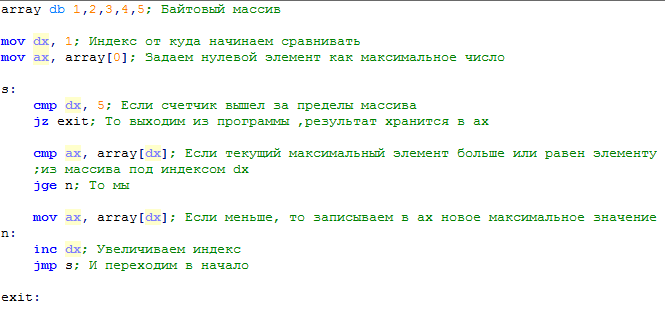 array db 1,2,3,4,5; Байтовый массив
mov dx, 1; Индекс от куда начинаем сравнивать
mov ax, array[0]; Задаем нулевой элемент как максимальное число
s:
cmp dx, 5; Если счетчик вышел за пределы массива
jz exit; То выходим из программы ,результат хранится в ах
cmp ax, array[dx]; Если текущий максимальный элемент больше или равен элементу
;из массива под индексом dx
jge n; То мы
mov ax, array[dx]; Если меньше, то записываем в ах новое максимальное значение
n:
inc dx; Увеличиваем индекс
jmp s; И переходим в начало
exit: